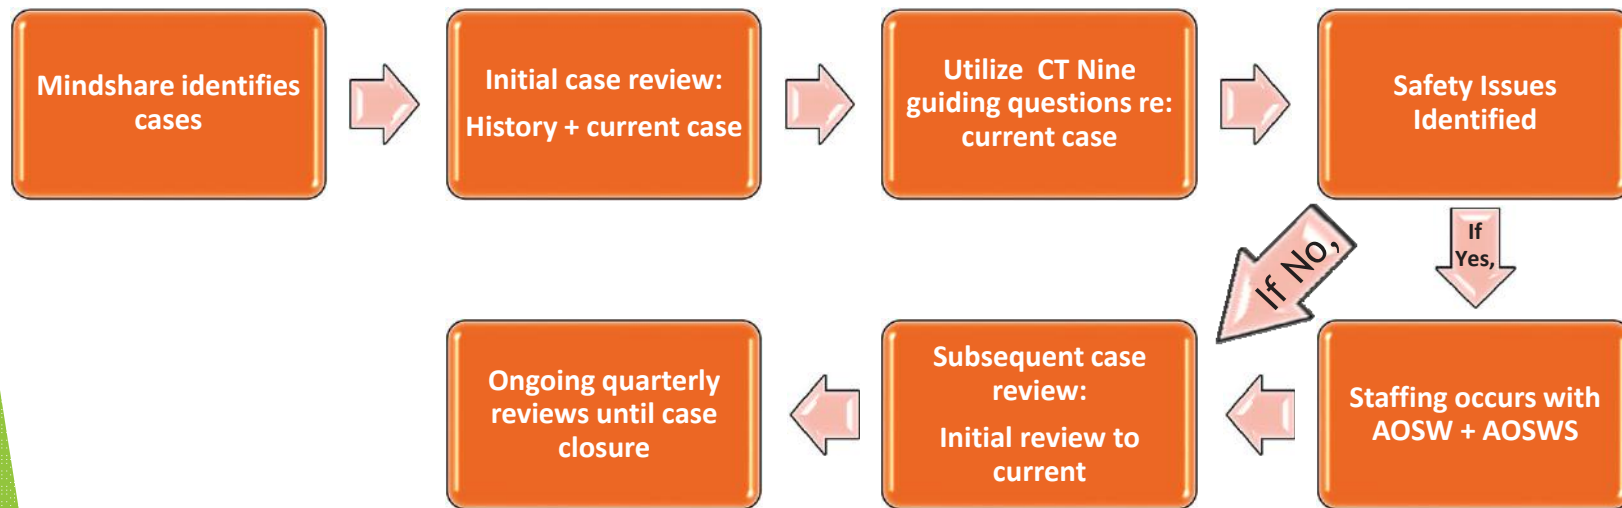 Mindshare identifies
cases
Initial case review:
History + current case
Utilize CT Nine
guiding questions re:
current case
Safety Issues
Identified
If No,
If
Yes,
Staffing occurs with
AOSW + AOSWS
Subsequent case
review:
Initial review to
current
Ongoing quarterly
reviews until case
closure